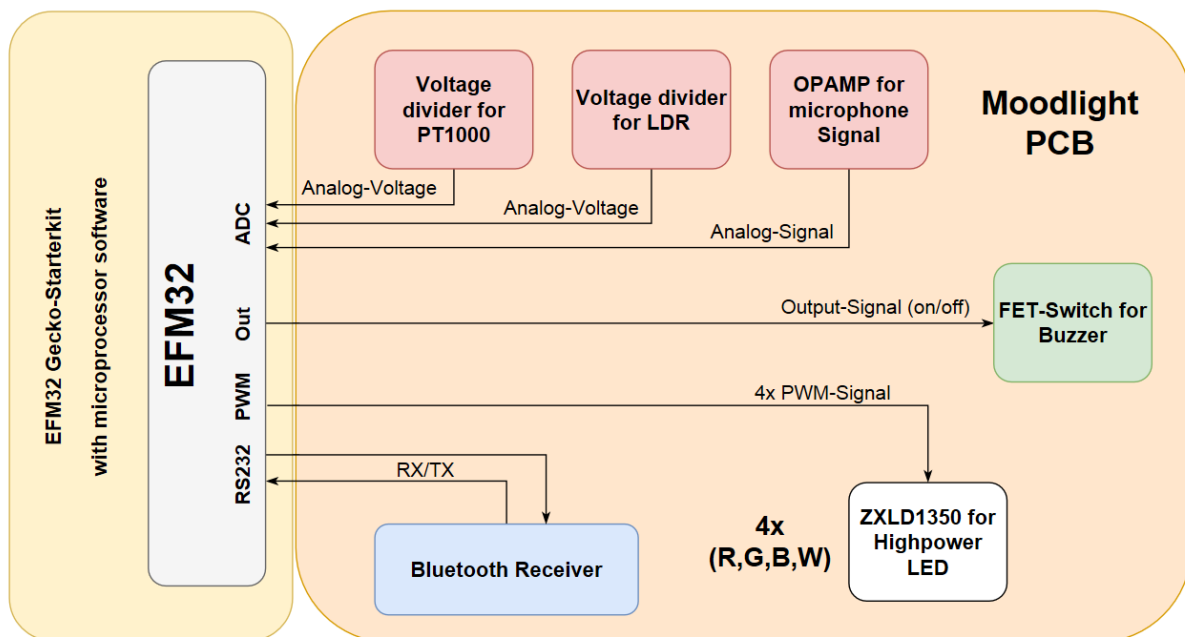 EFM32 Gecko-Starterkit
with microprocessor software
EFM32
ADC
Out
PWM
RS232
Voltage
divider for
PT1000
Voltage divider
for LDR
OPAMP for
microphone
Signal
Moodlight
PCB
Analog-Voltage
Analog-Voltage
Analog-Signal
Output-Signal (on/off)
FET-Switch for
Buzzer
4x PWM-Signal
RX/TX
Bluetooth Receiver
4x
(R,G,B,W)
ZXLD1350 for
Highpower
LED